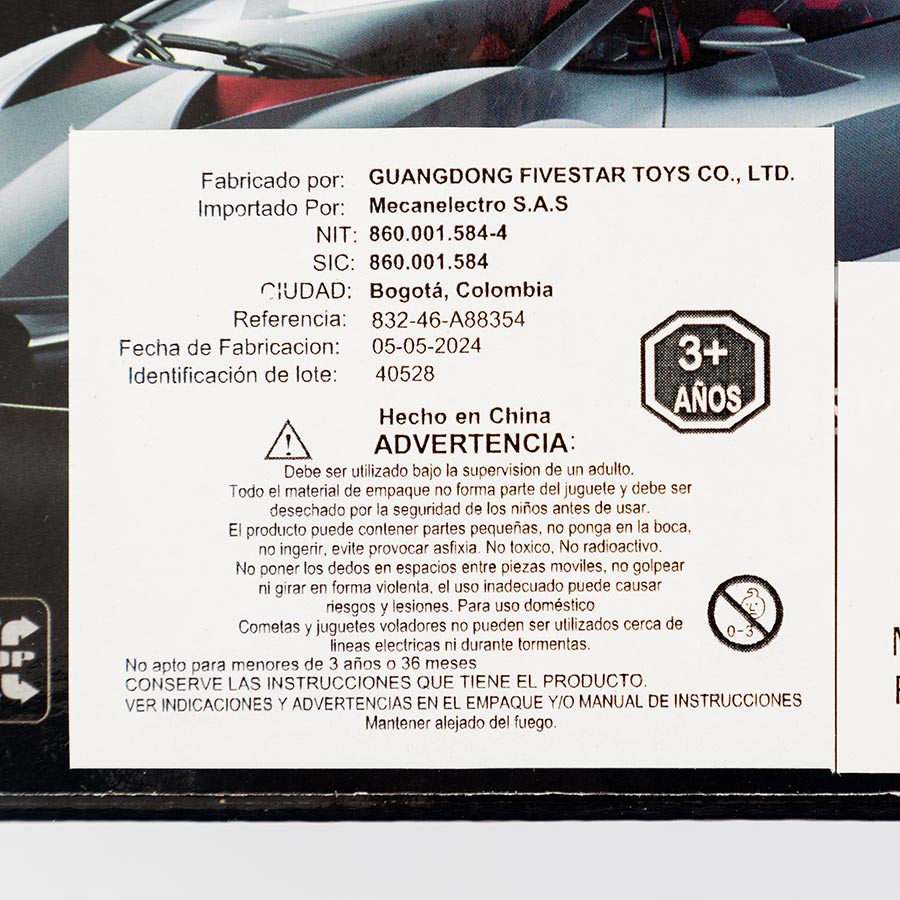 Fabricado por: GUANGDONG FIVESTAR TOYS CO., LTD.
Importado Por: Mecanelectro S.A.S
NIT: 860.001.584-4
SIC: 860.001.584
CIUDAD: Bogotá, Colombia
Referencia: 832-46-A88354
Fecha de Fabricacion: 05-05-2024
Identificación de lote: 40528
3+
AÑOS
Hecho en China
ADVERTENCIA:
Debe ser utilizado bajo la supervision de un adulto.
Todo el material de empaque no forma parte del juguete y debe ser
desechado por la seguridad de los niños antes de usar.
El producto puede contener partes pequeñas, no ponga en la boca,
no ingerir, evite provocar asfixia. No toxico, No radioactivo.
No poner los dedos en espacios entre piezas moviles, no golpear
ni girar en forma violenta, el uso inadecuado puede causar
riesgos y lesiones. Para uso doméstico
Cometas y juguetes voladores no pueden ser utilizados cerca de
lineas electricas ni durante tormentas.
0-3
No apto para menores de 3 años o 36 meses
CONSERVE LAS INSTRUCCIONES QUE TIENE EL PRODUCTO.
VER INDICACIONES Y ADVERTENCIAS EN EL EMPAQUE Y/O MANUAL DE INSTRUCCIONES
Mantener alejado del fuego.